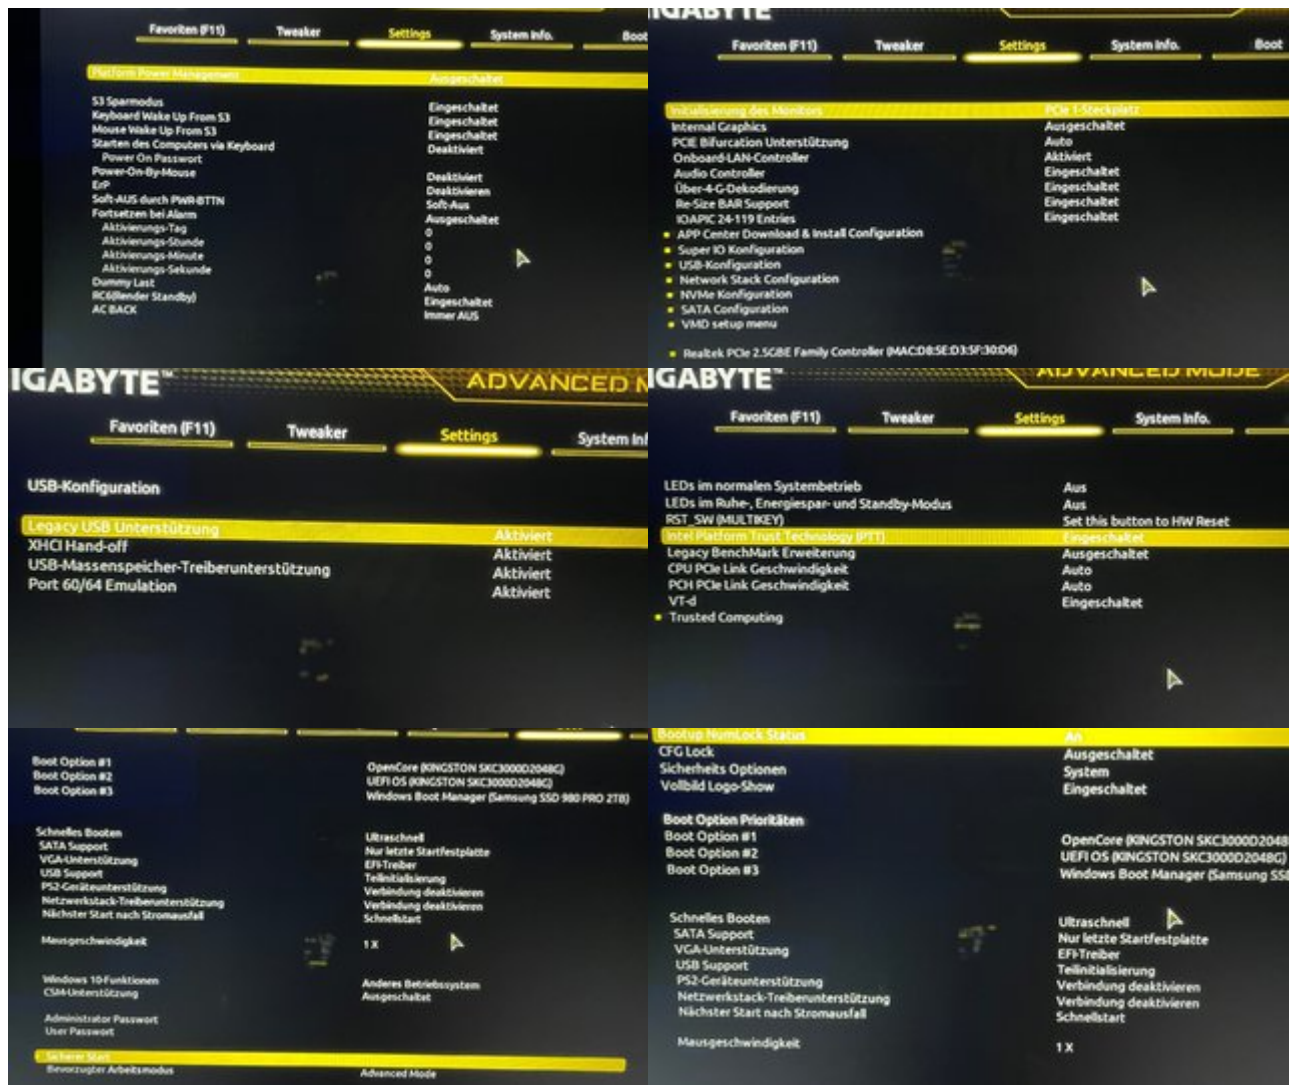 Favoriten (F11) Tweaker Settings System Info. Boot
Platform Power Management Ausgeschaltet
S3 Sparmodus Eingeschaltet
Keyboard Wake Up From S3 Eingeschaltet
Mouse Wake Up From S3 Eingeschaltet
Starten des Computers via Keyboard Deaktiviert
Power On Passwort
Power-On-By-Mouse Deaktiviert
ErP Deaktivieren
Soft-AUS durch PWR-BTTN Soft-Aus
Fortsetzen bei Alarm Ausgeschaltet
Aktivierungs-Tag 0
Aktivierungs-Stunde 0
Aktivierungs-Minute 0
Aktivierungs-Sekunde 0
Dummy Last Auto
RC6(Render Standby) Eingeschaltet
AC BACK Immer AUS
IGABYTE
Favoriten (F11) Tweaker Settings System Info. Boot
Initialisierung des Monitors PCIe 1-Steckplatz
Internal Graphics Ausgeschaltet
PCIE Bifurcation Unterstützung Auto
Onboard-LAN-Controller Aktiviert
Audio Controller Eingeschaltet
Über-4-G-Dekodierung Eingeschaltet
Re-Size BAR Support Eingeschaltet
IOAPIC 24-119 Entries Eingeschaltet
APP Center Download & Install Configuration
Super IO Konfiguration
USB-Konfiguration
Network Stack Configuration
NVMe Konfiguration
SATA Configuration
VMD setup menu
Realtek PCIe 2.5GBE Family Controller (MAC:D8:5E:D3:5F:30:D6)
IGABYTE™ ADVANCED M
Favoriten (F11) Tweaker Settings System Inf
USB-Konfiguration
Legacy USB Unterstützung Aktiviert
XHCI Hand-off Aktiviert
USB-Massenspeicher-Treiberunterstützung Aktiviert
Port 60/64 Emulation Aktiviert
IGABYTE ADVANCED MODE
Favoriten (F11) Tweaker Settings System Info.
LEDs im normalen Systembetrieb Aus
LEDs im Ruhe-, Energiespar- und Standby-Modus Aus
RST_SW (MULTIKEY) Set this button to HW Reset
Intel Platform Trust Technology (PTT) Eingeschaltet
Legacy BenchMark Erweiterung Ausgeschaltet
CPU PCIe Link Geschwindigkeit Auto
PCH PCIe Link Geschwindigkeit Auto
VT-d Eingeschaltet
Trusted Computing
Boot Option #1 OpenCore (KINGSTON SKC3000D2048G)
Boot Option #2 UEFI OS (KINGSTON SKC3000D2048G)
Boot Option #3 Windows Boot Manager (Samsung SSD 980 PRO 2TB)
Schnelles Booten Ultraschnell
SATA Support Nur letzte Startfestplatte
VGA-Unterstützung EFI-Treiber
USB Support Teilinitialisierung
PS2-Geräteunterstützung Verbindung deaktivieren
Netzwerkstack-Treiberunterstützung Verbindung deaktivieren
Nächster Start nach Stromausfall Schnellstart
Mausgeschwindigkeit 1 X
Windows 10-Funktionen Anderes Betriebssystem
CSM-Unterstützung Ausgeschaltet
Administrator Passwort
User Passwort
Sicherer Start
Bevorzugter Arbeitsmodus Advanced Mode
Bootup NumLock Status An
CFG Lock Ausgeschaltet
Sicherheits Optionen System
Vollbild Logo-Show Eingeschaltet
Boot Option Prioritäten
Boot Option #1 OpenCore (KINGSTON SKC3000D2048
Boot Option #2 UEFI OS (KINGSTON SKC3000D2048G)
Boot Option #3 Windows Boot Manager (Samsung SS
Schnelles Booten Ultraschnell
SATA Support Nur letzte Startfestplatte
VGA-Unterstützung EFI-Treiber
USB Support Teilinitialisierung
PS2-Geräteunterstützung Verbindung deaktivieren
Netzwerkstack-Treiberunterstützung Verbindung deaktivieren
Nächster Start nach Stromausfall Schnellstart
Mausgeschwindigkeit 1 X